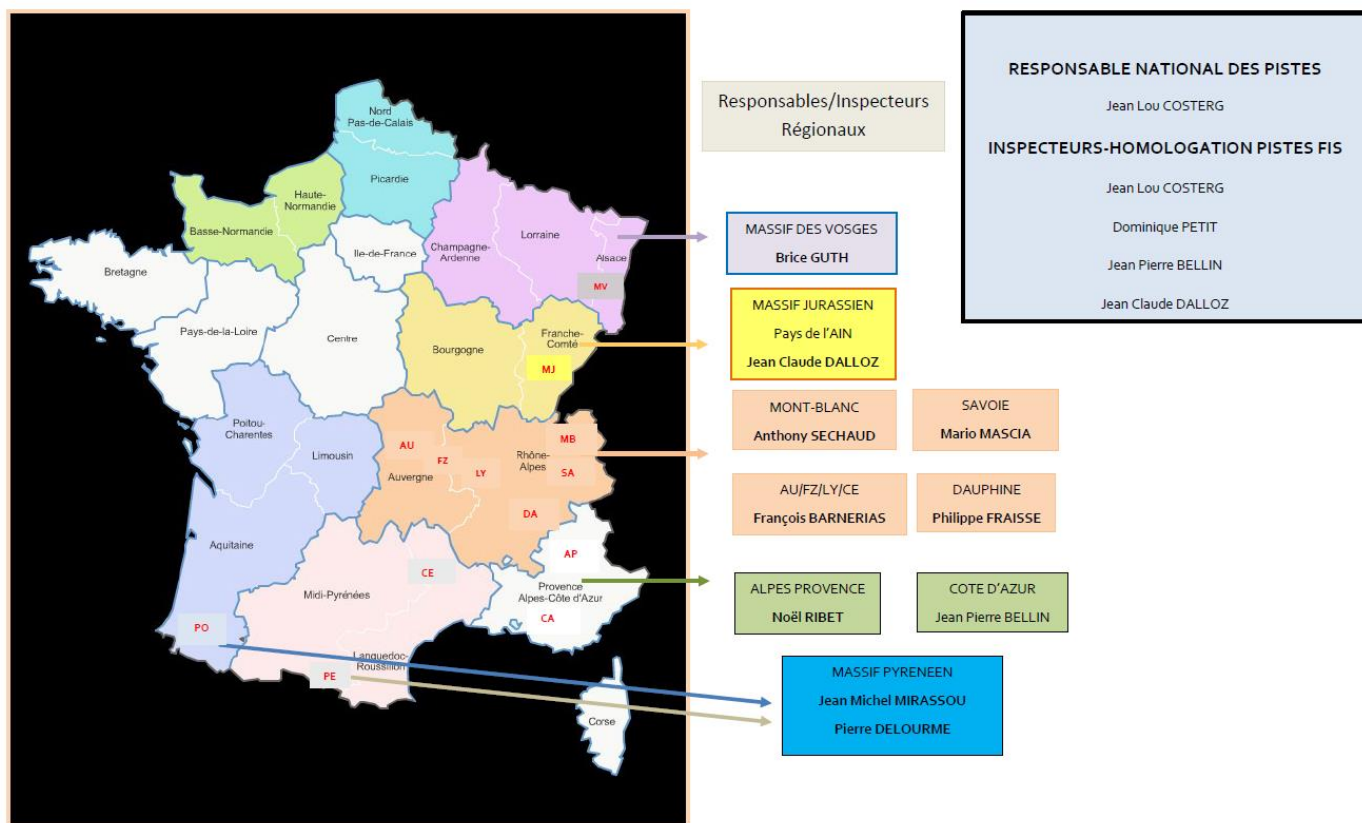 Nord
Pas-de-Calais
Picardie
Haute-
Normandie
Basse-Normandie
Ile-de-France
Champagne-
Ardenne
Lorraine
Alsace
Bretagne
MV
Pays-de-la-Loire
Centre
Bourgogne
Franche-
Comté
MJ
Poitou-
Charentes
Limousin
AU
FZ
Auvergne
LY
Rhône-
Alpes
MB
SA
DA
Aquitaine
AP
CE
Midi-Pyrénées
Provence
Alpes-Côte d'Azur
CA
PO
Languedoc-
Roussillon
PE
Corse
Responsables/Inspecteurs
Régionaux
MASSIF DES VOSGES
Brice GUTH
MASSIF JURASSIEN
Pays de l'AIN
Jean Claude DALLOZ
MONT-BLANC
Anthony SECHAUD
SAVOIE
Mario MASCIA
AU/FZ/LY/CE
François BARNERIAS
DAUPHINE
Philippe FRAISSE
ALPES PROVENCE
Noël RIBET
COTE D'AZUR
Jean Pierre BELLIN
MASSIF PYRENEEN
Jean Michel MIRASSOU
Pierre DELOURME
RESPONSABLE NATIONAL DES PISTES
Jean Lou COSTERG
INSPECTEURS-HOMOLOGATION PISTES FIS
Jean Lou COSTERG
Dominique PETIT
Jean Pierre BELLIN
Jean Claude DALLOZ